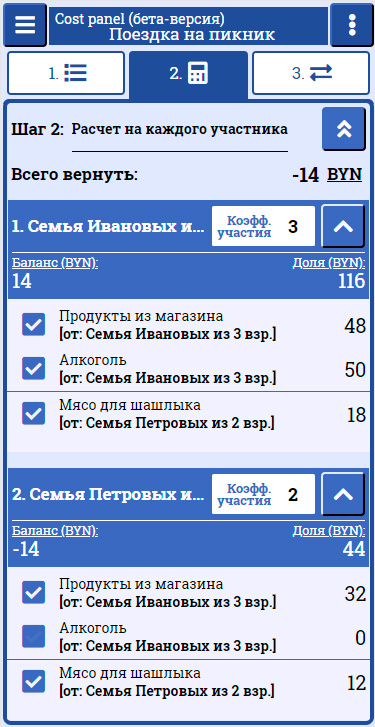 Cost panel (бета-версия)
Поездка на пикник
1.
2.
3.
Шаг 2: Расчет на каждого участника
Всего вернуть: -14 BYN
1. Семья Ивановых и... Коэфф. участия 3
Баланс (BYN): Доля (BYN):
14 116
Продукты из магазина
[от: Семья Ивановых из 3 взр.] 48
Алкоголь
[от: Семья Ивановых из 3 взр.] 50
Мясо для шашлыка
[от: Семья Петровых из 2 взр.] 18
2. Семья Петровых и... Коэфф. участия 2
Баланс (BYN): Доля (BYN):
-14 44
Продукты из магазина
[от: Семья Ивановых из 3 взр.] 32
Алкоголь
[от: Семья Ивановых из 3 взр.] 0
Мясо для шашлыка
[от: Семья Петровых из 2 взр.] 12